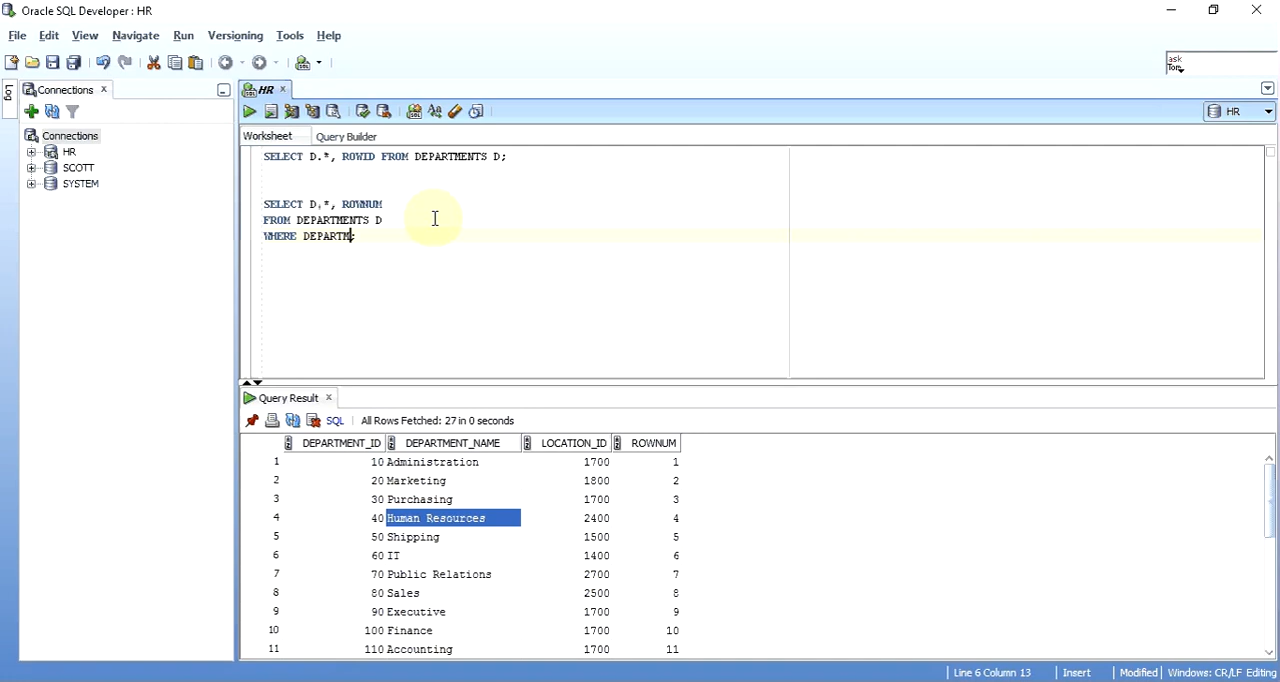 Oracle SQL Developer : HR
File Edit View Navigate Run Versioning Tools Help
ask
Tom
Log
Connections
HR
HR
Worksheet Query Builder
Connections
HR
SCOTT
SYSTEM
SELECT D.*, ROWID FROM DEPARTMENTS D;
SELECT D.*, ROWNUM
FROM DEPARTMENTS D
WHERE DEPARTM;
Query Result
SQL | All Rows Fetched: 27 in 0 seconds
DEPARTMENT_ID DEPARTMENT_NAME LOCATION_ID ROWNUM
1 10 Administration 1700 1
2 20 Marketing 1800 2
3 30 Purchasing 1700 3
4 40 Human Resources 2400 4
5 50 Shipping 1500 5
6 60 IT 1400 6
7 70 Public Relations 2700 7
8 80 Sales 2500 8
9 90 Executive 1700 9
10 100 Finance 1700 10
11 110 Accounting 1700 11
Line 6 Column 13 | Insert | Modified | Windows: CR/LF Editing